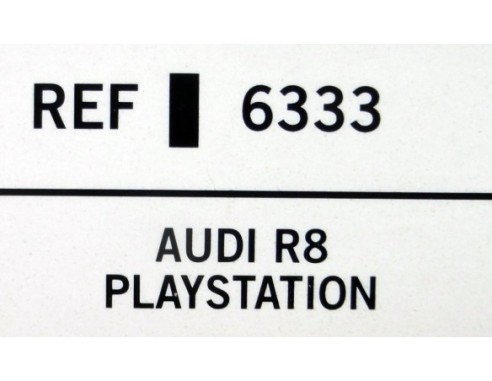 REF 6333
AUDI R8
PLAYSTATION